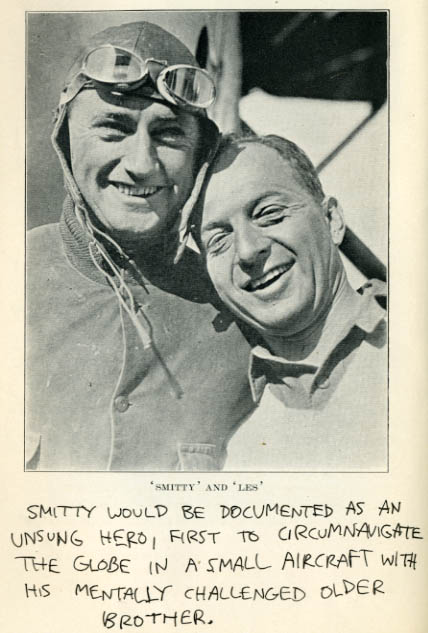 'SMITTY' AND 'LES'
SMITTY WOULD BE DOCUMENTED AS AN
UNSUNG HERO, FIRST TO CIRCUMNAVIGATE
THE GLOBE IN A SMALL AIRCRAFT WITH
HIS MENTALLY CHALLENGED OLDER
BROTHER.